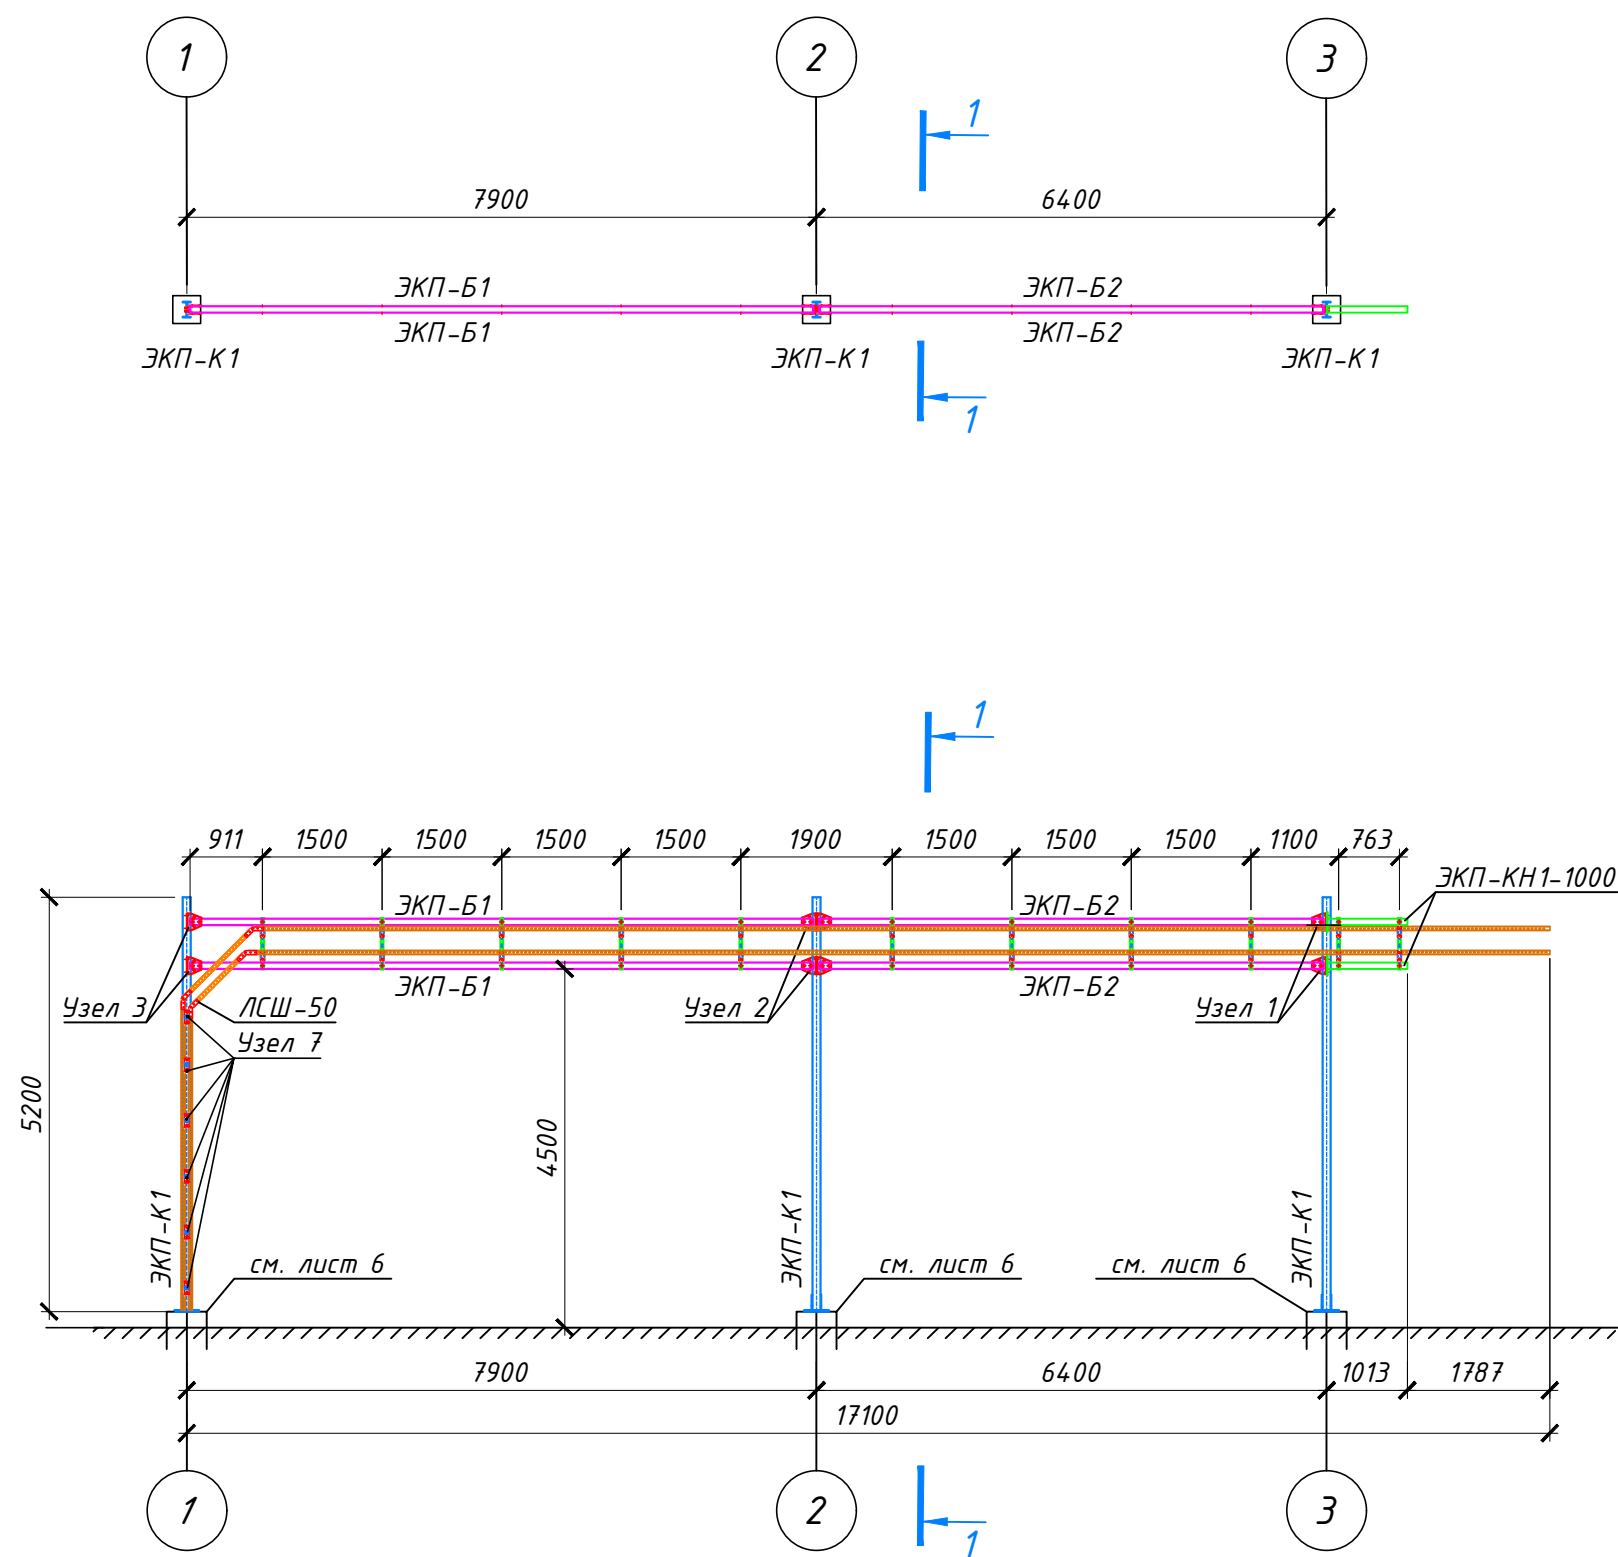 1 2 3
1
7900 6400
ЭКП-Б1 ЭКП-Б2
ЭКП-Б1 ЭКП-Б2
ЭКП-К1 ЭКП-К1 ЭКП-К1
1
1
911 1500 1500 1500 1500 1900 1500 1500 1500 1100 763
ЭКП-КН1-1000
ЭКП-Б1 ЭКП-Б2
ЭКП-Б1 ЭКП-Б2
Узел 3 ЛСШ-50 Узел 2 Узел 1
Узел 7
5200
4500
ЭКП-К1 ЭКП-К1 ЭКП-К1
см. лист 6 см. лист 6 см. лист 6
7900 6400 1013 1787
17100
1 2 3
1